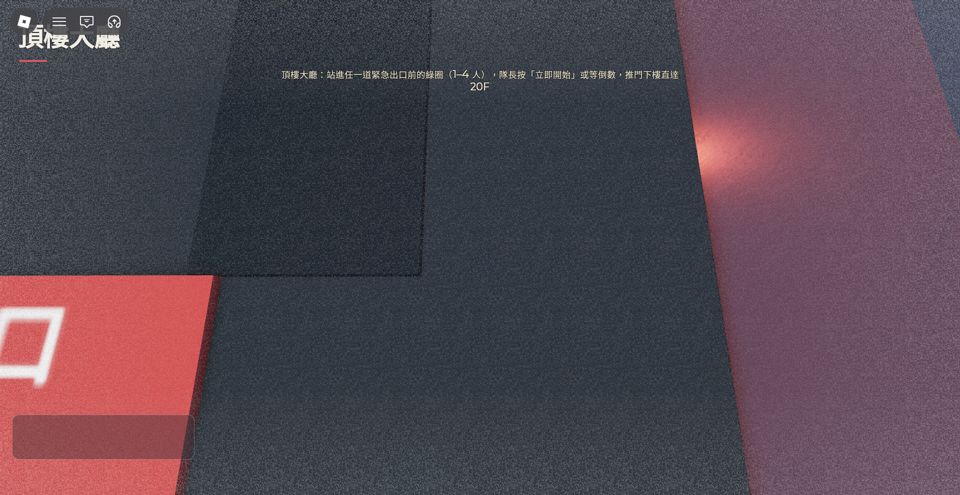 頂樓大廳
頂樓大廳：站進任一道緊急出口前的綠圈（1–4 人），隊長按「立即開始」或等倒數，推門下樓直達
20F
口